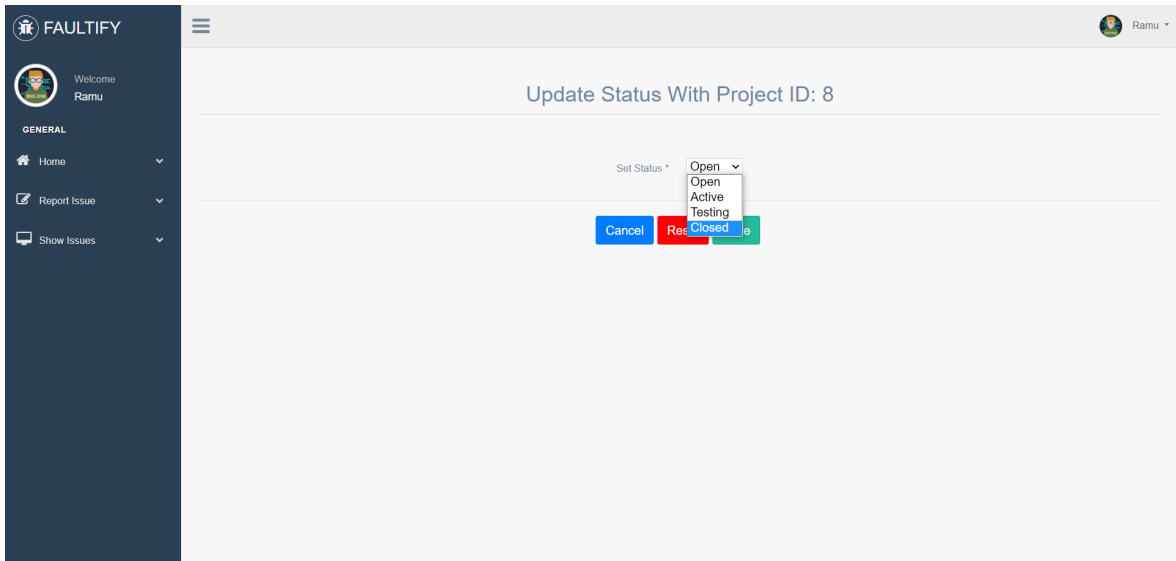 FAULTIFY
Ramu
Welcome
Ramu
GENERAL
Home
Report Issue
Show Issues
Update Status With Project ID: 8
Set Status * Open
Open
Active
Testing
Closed
Cancel